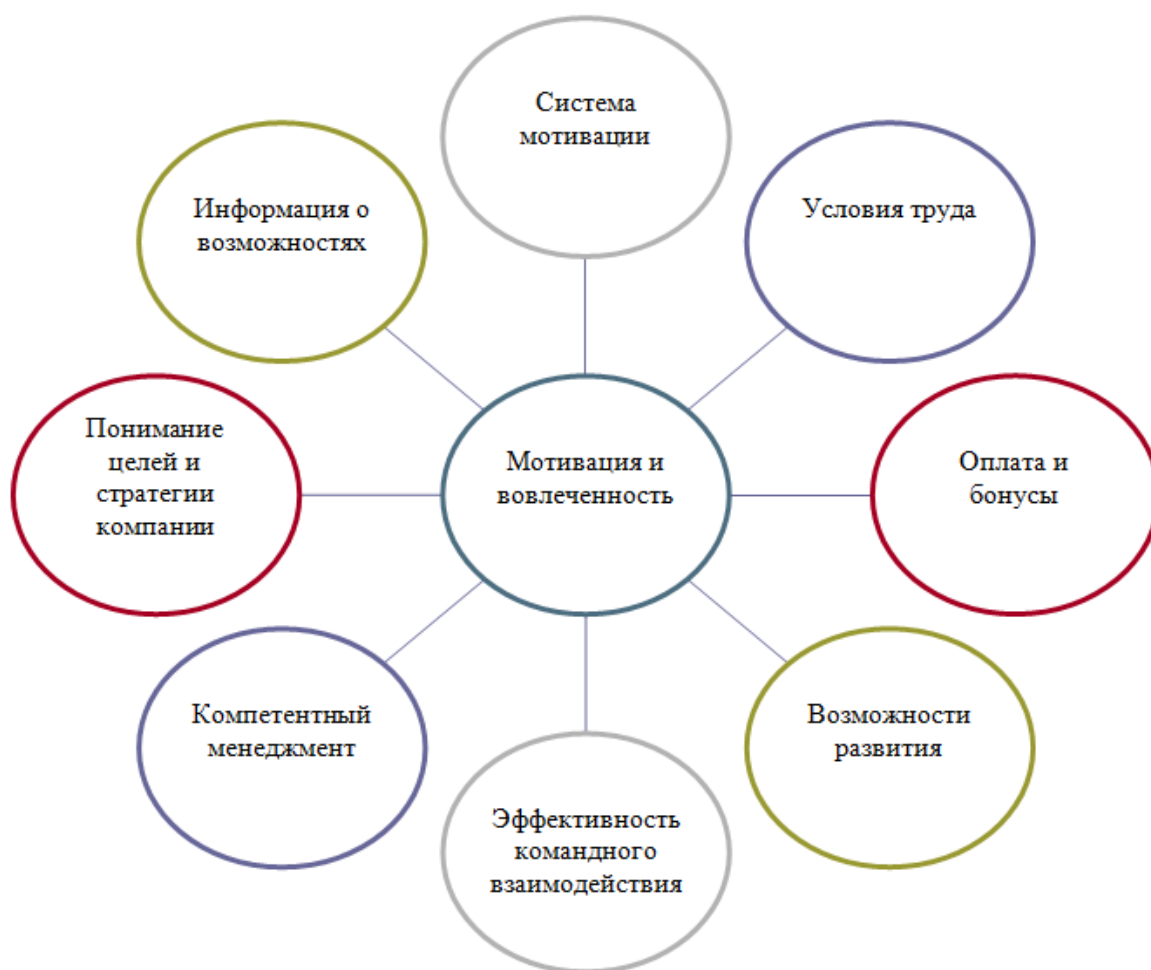 Система
мотивации
Информация о
возможностях
Условия труда
Понимание
целей и
стратегии
компании
Мотивация и
вовлеченность
Оплата и
бонусы
Компетентный
менеджмент
Возможности
развития
Эффективность
командного
взаимодействия